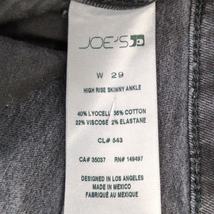 JOE'S
W 29
HIGH RISE SKINNY ANKLE
40% LYOCELL 36% COTTON
22% VISCOSE 2% ELASTANE
CL# 543
CA# 35037 RN# 149497
DESIGNED IN LOS ANGELES
MADE IN MEXICO
FABRIQUÉ AU MEXIQUE